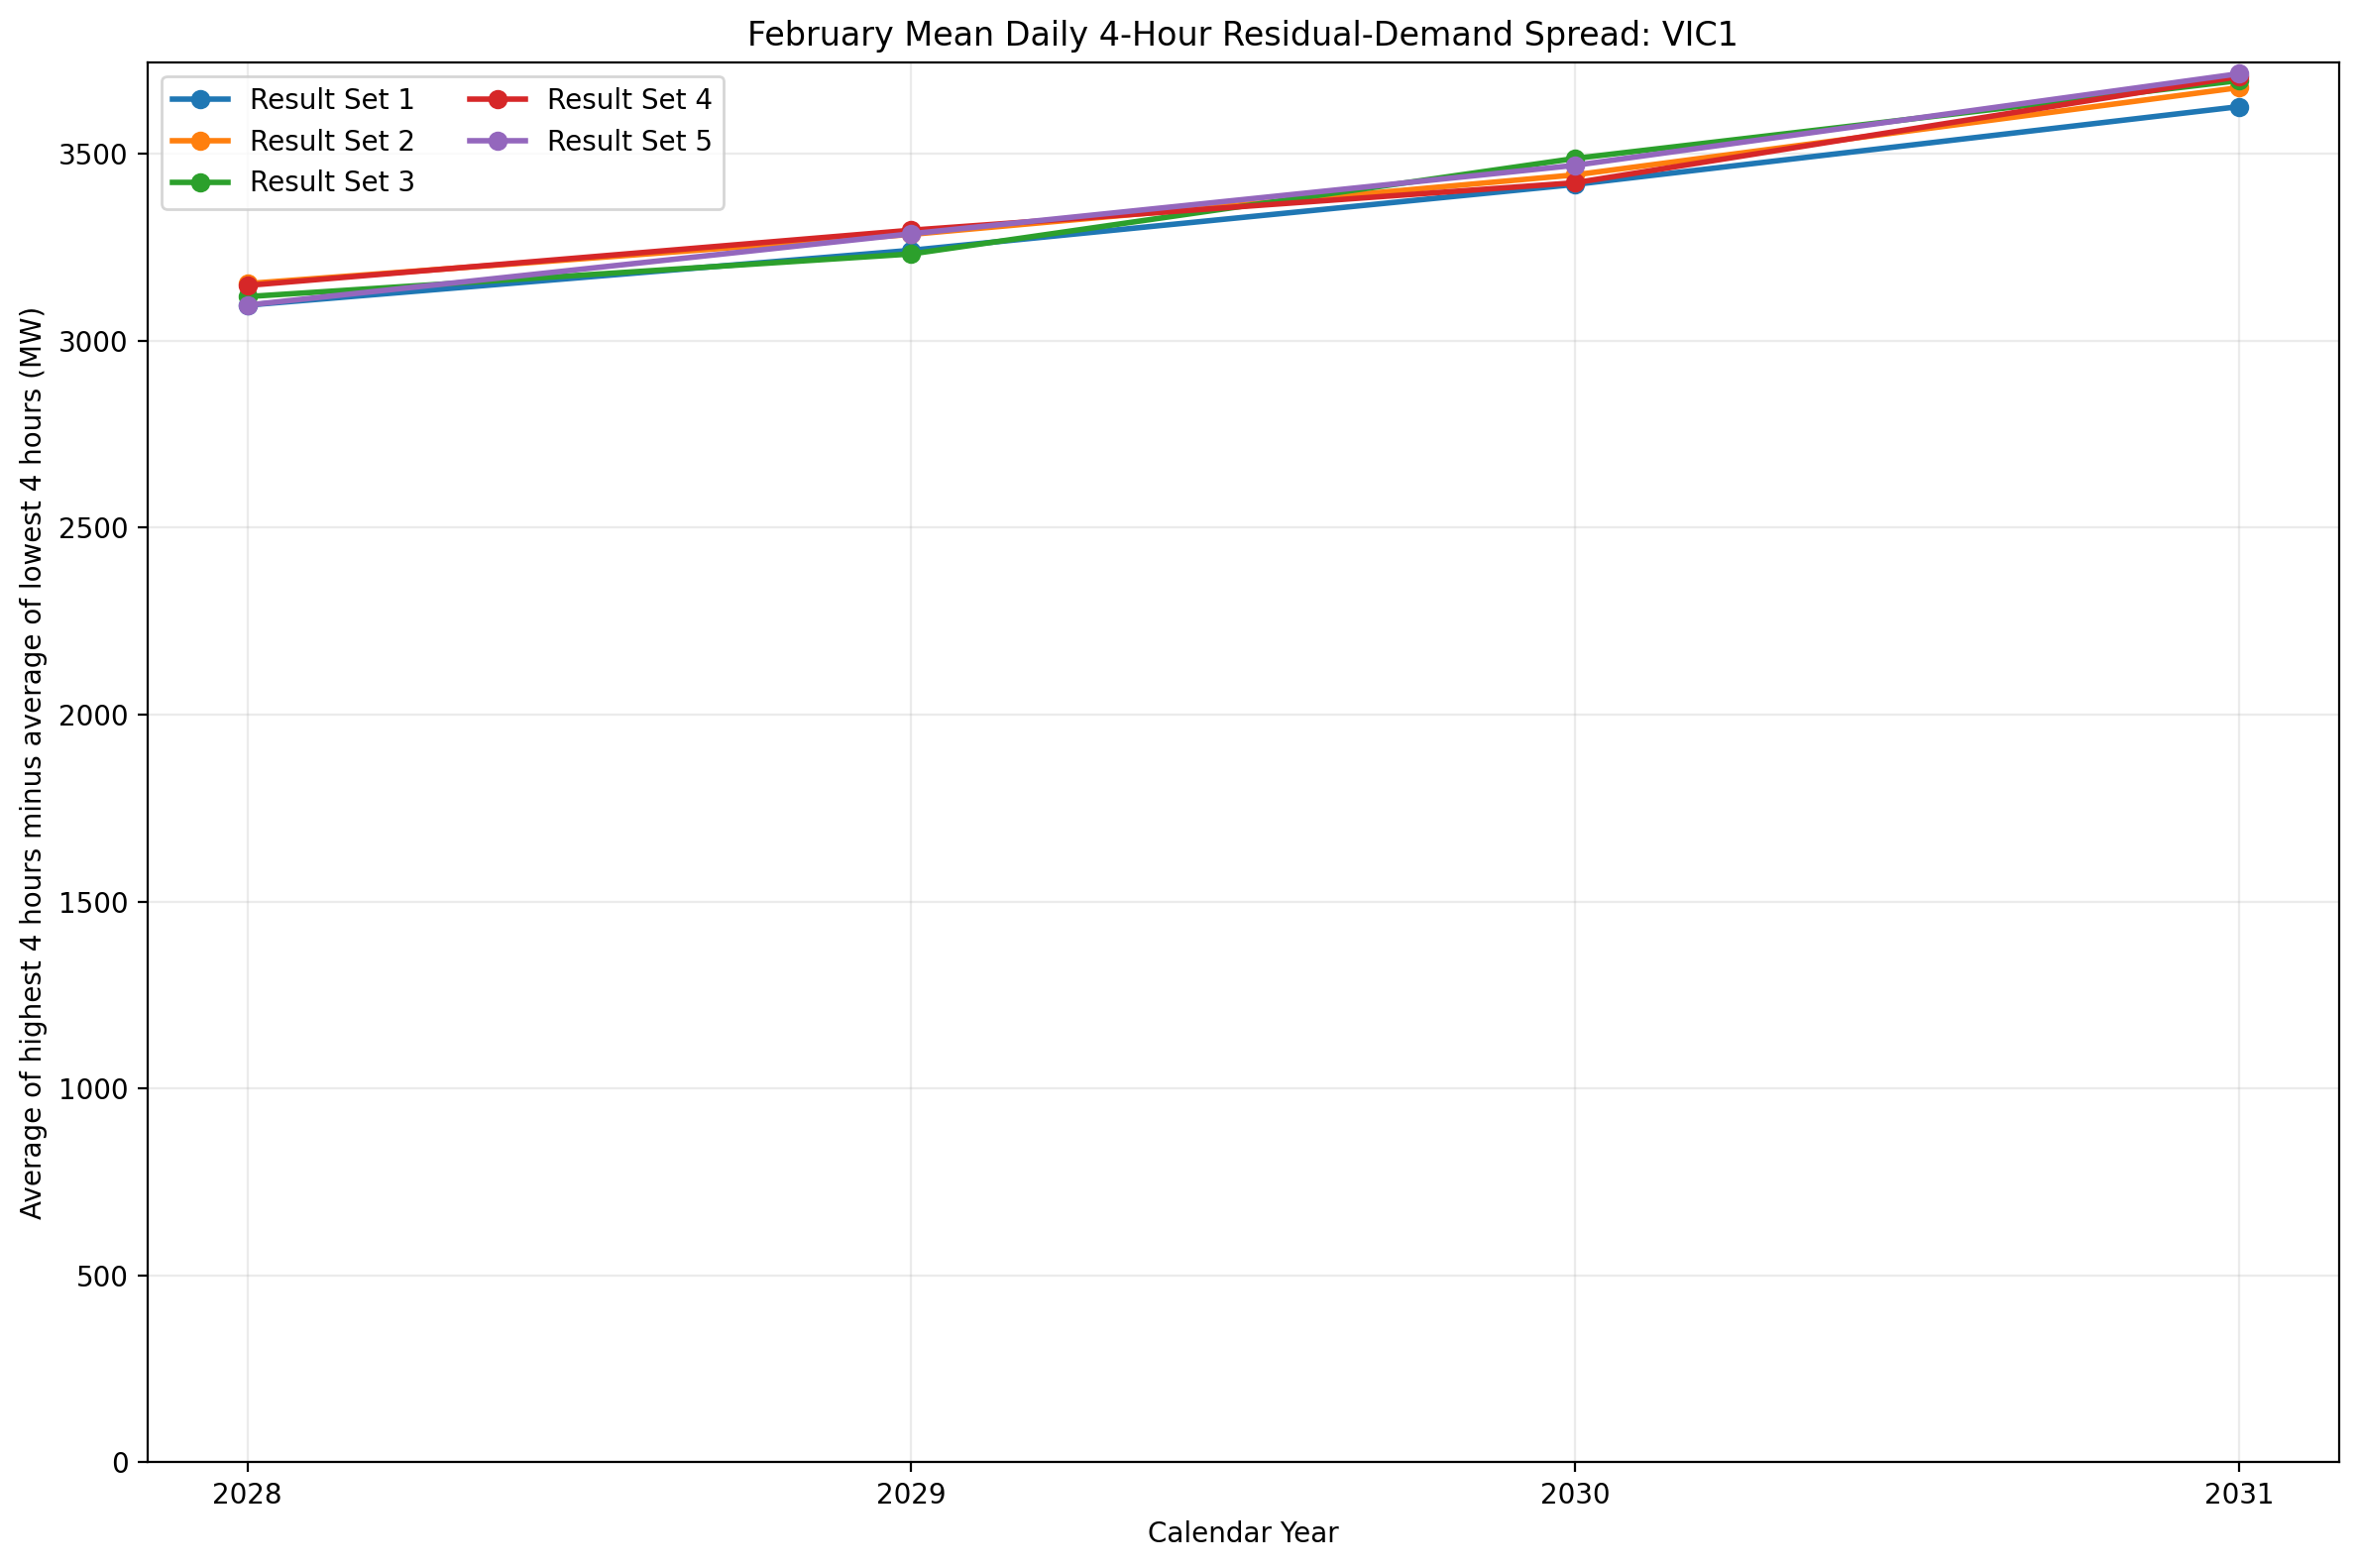 February Mean Daily 4-Hour Residual-Demand Spread: VIC1
Result Set 1
Result Set 2
Result Set 3
Result Set 4
Result Set 5
Average of highest 4 hours minus average of lowest 4 hours (MW)
3500
3000
2500
2000
1500
1000
500
0
2028
2029
2030
2031
Calendar Year